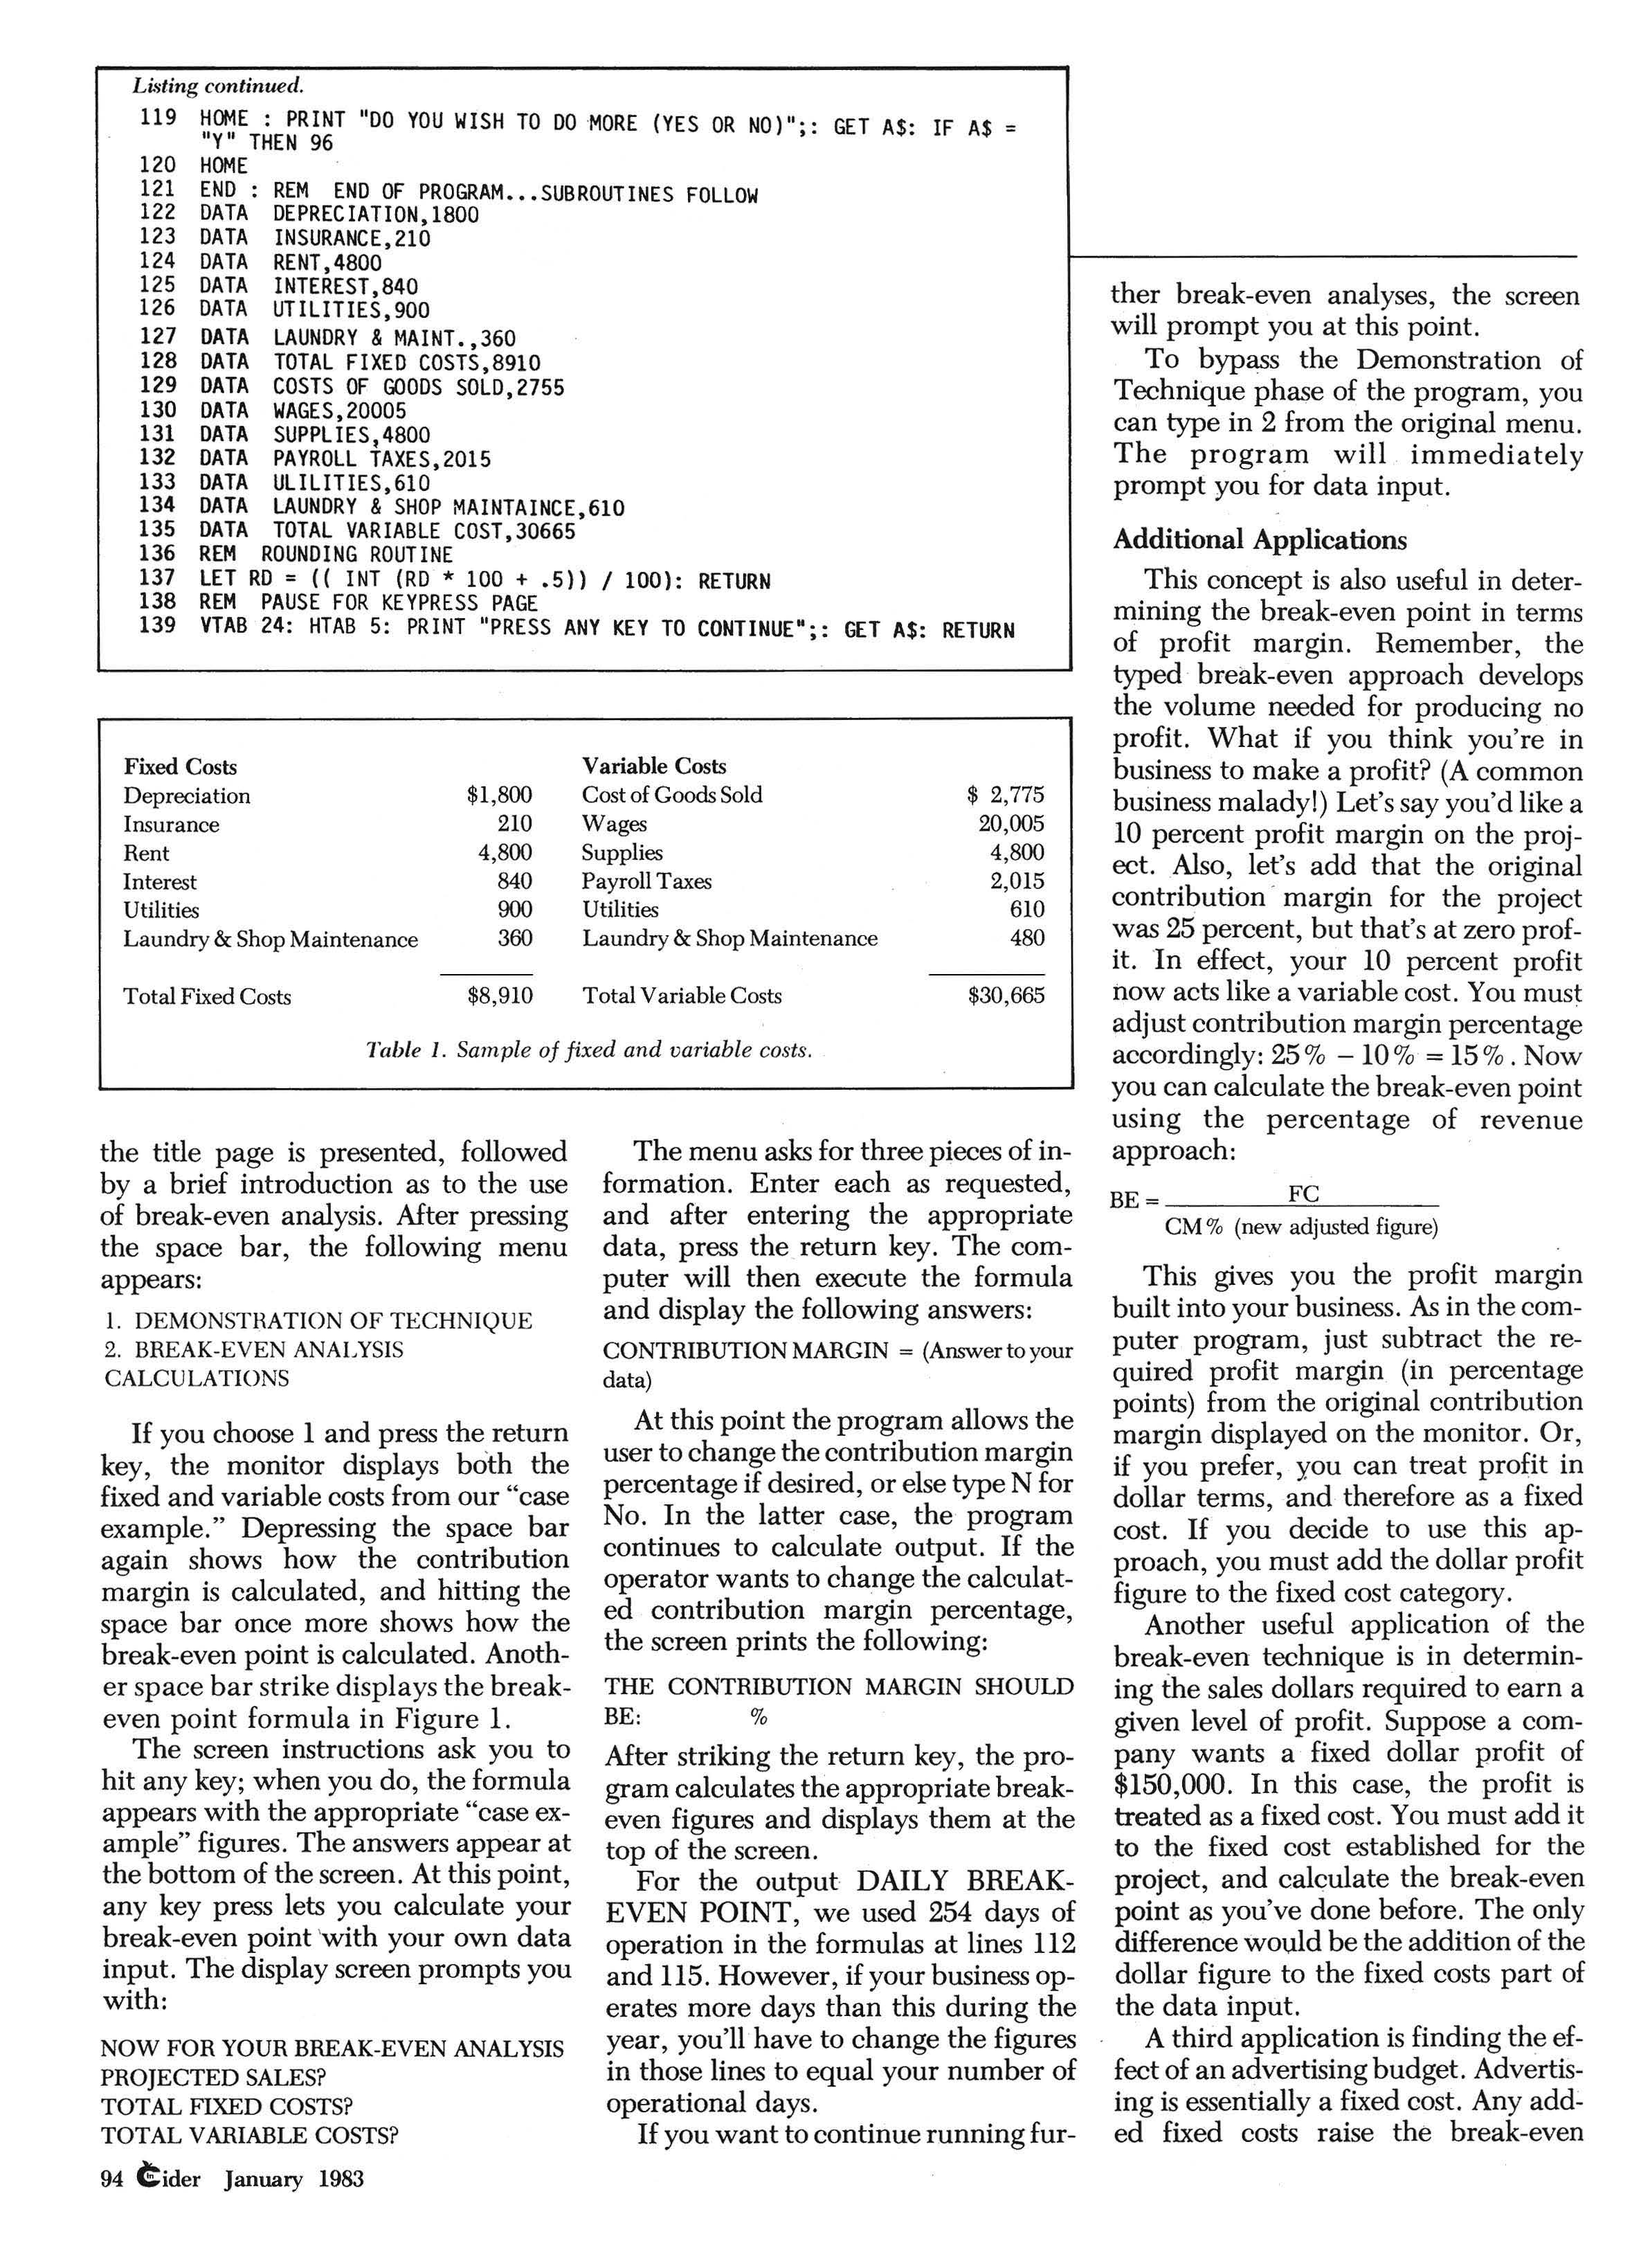 Listing continued.
119 HOME : PRINT "DO YOU WISH TO DO MORE (YES OR NO)";: GET A$: IF A$ =
"Y" THEN 96
120 HOME
121 END : REM END OF PROGRAM...SUBROUTINES FOLLOW
122 DATA DEPRECIATION,1800
123 DATA INSURANCE,210
124 DATA RENT,4800
125 DATA INTEREST,840
126 DATA UTILITIES,900
127 DATA LAUNDRY & MAINT.,360
128 DATA TOTAL FIXED COSTS,8910
129 DATA COSTS OF GOODS SOLD,2755
130 DATA WAGES,20005
131 DATA SUPPLIES,4800
132 DATA PAYROLL TAXES,2015
133 DATA ULILITIES,610
134 DATA LAUNDRY & SHOP MAINTAINCE,610
135 DATA TOTAL VARIABLE COST,30665
136 REM ROUNDING ROUTINE
137 LET RD = (( INT (RD * 100 + .5)) / 100): RETURN
138 REM PAUSE FOR KEYPRESS PAGE
139 VTAB 24: HTAB 5: PRINT "PRESS ANY KEY TO CONTINUE";: GET A$: RETURN
Fixed Costs Variable Costs
Depreciation $1,800 Cost of Goods Sold $ 2,775
Insurance 210 Wages 20,005
Rent 4,800 Supplies 4,800
Interest 840 Payroll Taxes 2,015
Utilities 900 Utilities 610
Laundry & Shop Maintenance 360 Laundry & Shop Maintenance 480
Total Fixed Costs $8,910 Total Variable Costs $30,665
Table 1. Sample of fixed and variable costs.
the title page is presented, followed
by a brief introduction as to the use
of break-even analysis. After pressing
the space bar, the following menu
appears:
1. DEMONSTRATION OF TECHNIQUE
2. BREAK-EVEN ANALYSIS
CALCULATIONS
If you choose 1 and press the return
key, the monitor displays both the
fixed and variable costs from our “case
example.” Depressing the space bar
again shows how the contribution
margin is calculated, and hitting the
space bar once more shows how the
break-even point is calculated. Anoth-
er space bar strike displays the break-
even point formula in Figure 1.
The screen instructions ask you to
hit any key; when you do, the formula
appears with the appropriate “case ex-
ample” figures. The answers appear at
the bottom of the screen. At this point,
any key press lets you calculate your
break-even point with your own data
input. The display screen prompts you
with:
NOW FOR YOUR BREAK-EVEN ANALYSIS
PROJECTED SALES?
TOTAL FIXED COSTS?
TOTAL VARIABLE COSTS?
The menu asks for three pieces of in-
formation. Enter each as requested,
and after entering the appropriate
data, press the return key. The com-
puter will then execute the formula
and display the following answers:
CONTRIBUTION MARGIN = (Answer to your
data)
At this point the program allows the
user to change the contribution margin
percentage if desired, or else type N for
No. In the latter case, the program
continues to calculate output. If the
operator wants to change the calculat-
ed contribution margin percentage,
the screen prints the following:
THE CONTRIBUTION MARGIN SHOULD
BE: %
After striking the return key, the pro-
gram calculates the appropriate break-
even figures and displays them at the
top of the screen.
For the output DAILY BREAK-
EVEN POINT, we used 254 days of
operation in the formulas at lines 112
and 115. However, if your business op-
erates more days than this during the
year, you'll have to change the figures
in those lines to equal your number of
operational days.
If you want to continue running fur-
ther break-even analyses, the screen
will prompt you at this point.
To bypass the Demonstration of
Technique phase of the program, you
can type in 2 from the original menu.
The program will immediately
prompt you for data input.
Additional Applications
This concept is also useful in deter-
mining the break-even point in terms
of profit margin. Remember, the
typed break-even approach develops
the volume needed for producing no
profit. What if you think you're in
business to make a profit? (A common
business malady!) Let's say you'd like a
10 percent profit margin on the proj-
ect. Also, let's add that the original
contribution margin for the project
was 25 percent, but that's at zero prof-
it. In effect, your 10 percent profit
now acts like a variable cost. You must
adjust contribution margin percentage
accordingly: 25% − 10% = 15%. Now
you can calculate the break-even point
using the percentage of revenue
approach:
BE = FC
CM% (new adjusted figure)
This gives you the profit margin
built into your business. As in the com-
puter program, just subtract the re-
quired profit margin (in percentage
points) from the original contribution
margin displayed on the monitor. Or,
if you prefer, you can treat profit in
dollar terms, and therefore as a fixed
cost. If you decide to use this ap-
proach, you must add the dollar profit
figure to the fixed cost category.
Another useful application of the
break-even technique is in determin-
ing the sales dollars required to earn a
given level of profit. Suppose a com-
pany wants a fixed dollar profit of
$150,000. In this case, the profit is
treated as a fixed cost. You must add it
to the fixed cost established for the
project, and calculate the break-even
point as you've done before. The only
difference would be the addition of the
dollar figure to the fixed costs part of
the data input.
A third application is finding the ef-
fect of an advertising budget. Advertis-
ing is essentially a fixed cost. Any add-
ed fixed costs raise the break-even
94 inCider January 1983